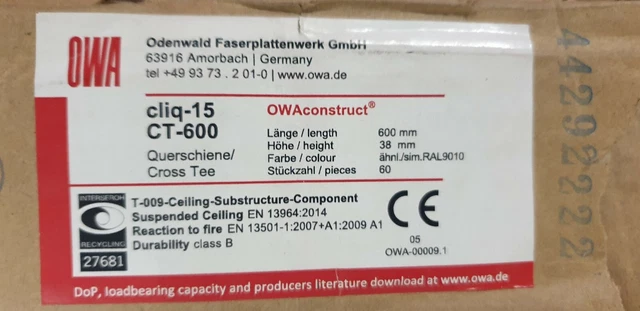 OWA
Odenwald Faserplattenwerk GmbH
63916 Amorbach | Germany
tel +49 93 73 . 2 01-0 | www.owa.de
cliq-15
CT-600
Querschiene/
Cross Tee
OWAconstruct®
Länge / length 600 mm
Höhe / height 38 mm
Farbe / colour ähnl./sim.RAL9010
Stückzahl / pieces 60
INTERSEROH
RECYCLING
27681
T-009-Ceiling-Substructure-Component
Suspended Ceiling EN 13964:2014
Reaction to fire EN 13501-1:2007+A1:2009 A1
Durability class B
CE
05
OWA-00009.1
DoP, loadbearing capacity and producers literature download at www.owa.de
44292222